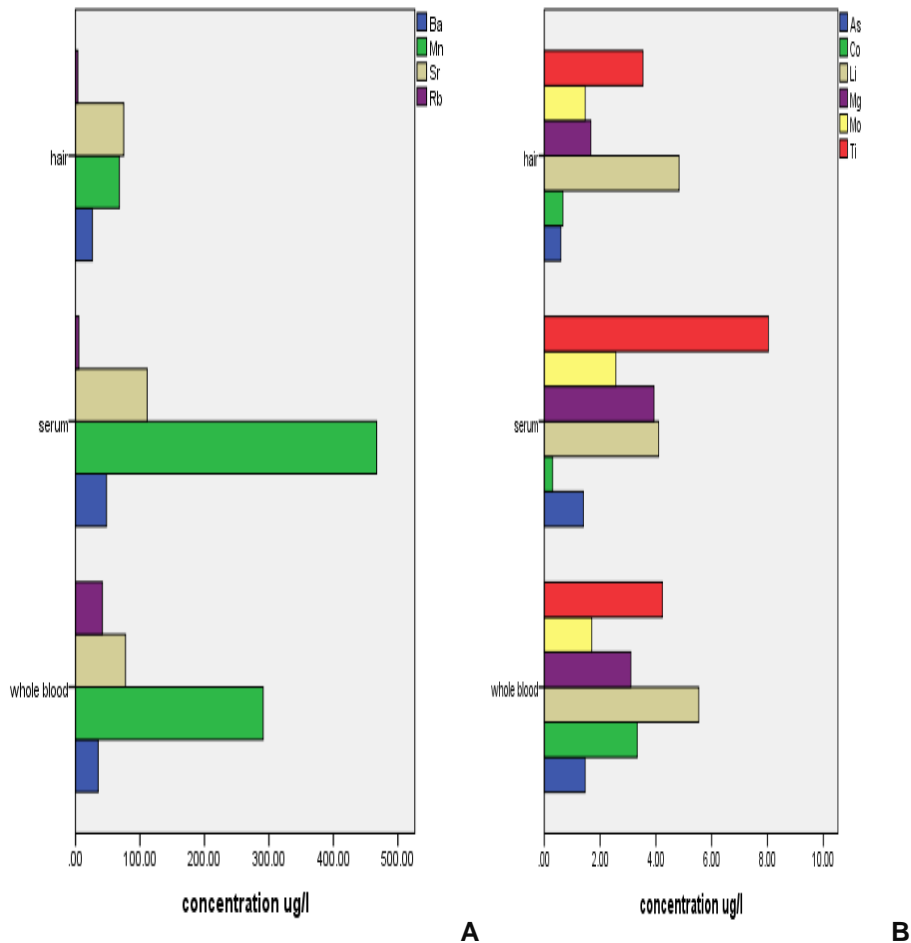 Ba
Mn
Sr
Rb
hair
serum
whole blood
.00 100.00 200.00 300.00 400.00 500.00
concentration ug/l
A
As
Co
Li
Mg
Mo
Ti
hair
serum
whole blood
.00 2.00 4.00 6.00 8.00 10.00
concentration ug/l
B